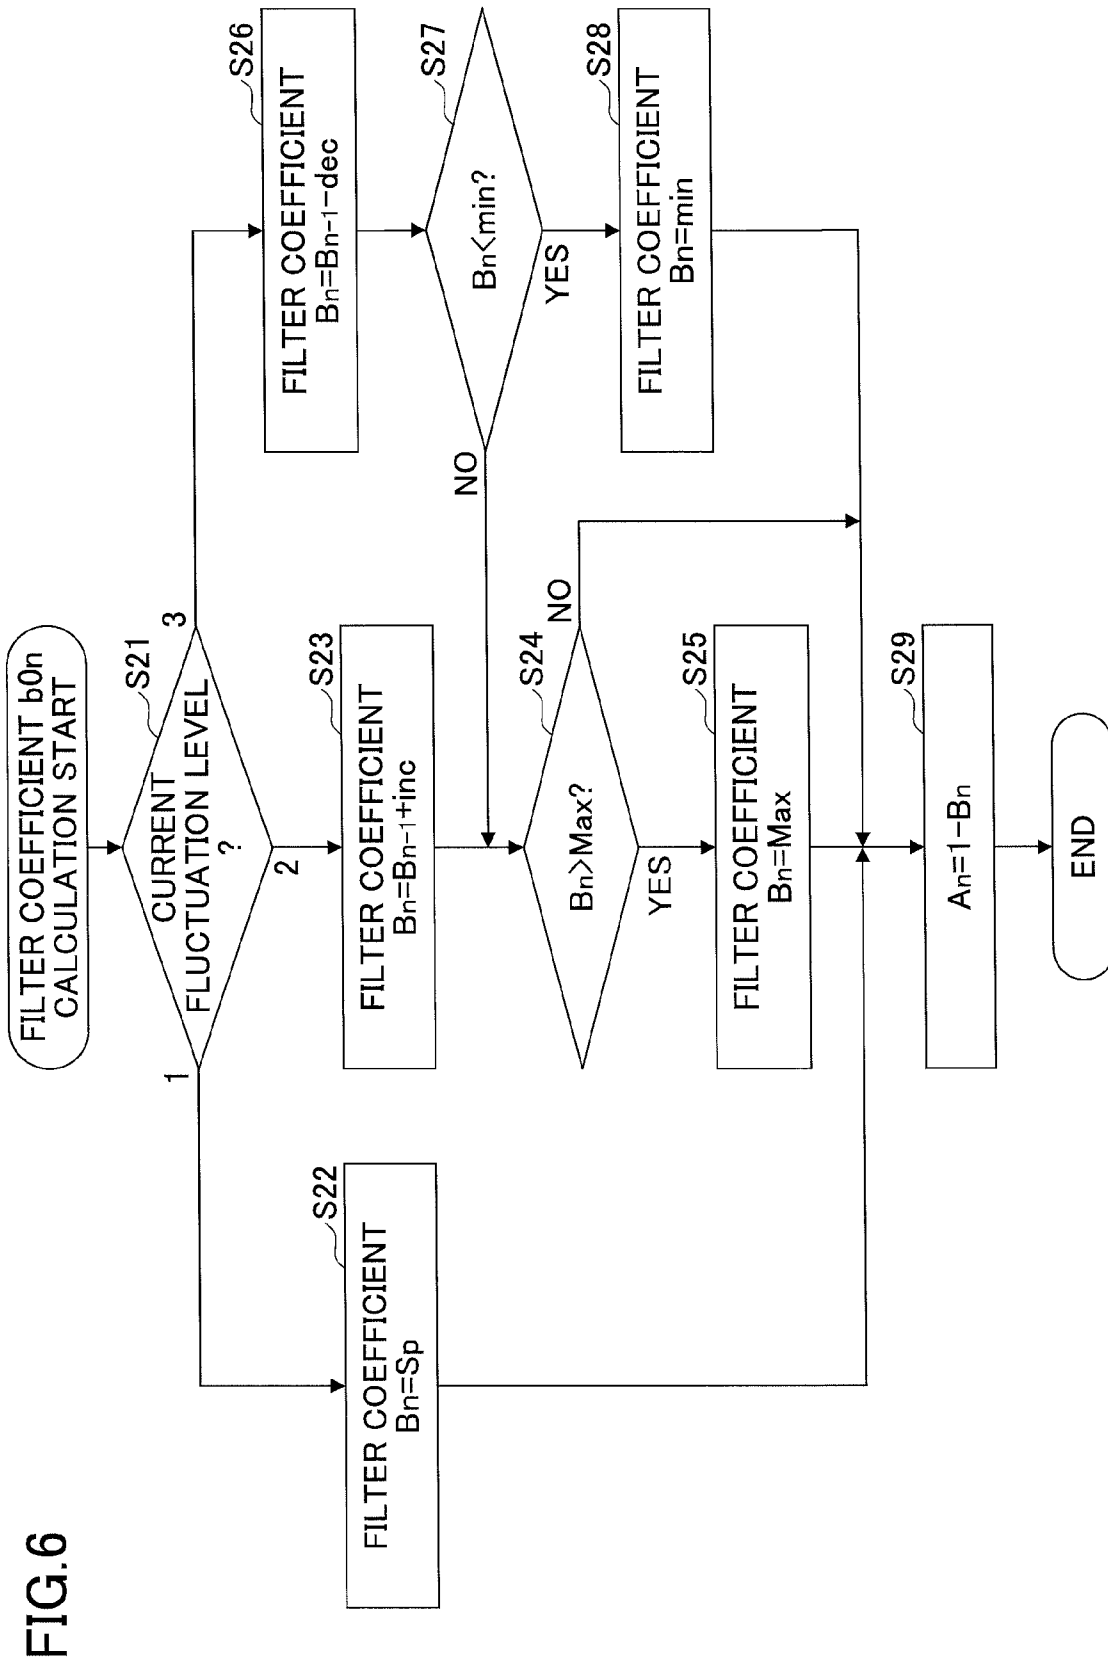 FIG.6
FILTER COEFFICIENT b0n
CALCULATION START
S21
CURRENT
FLUCTUATION LEVEL
?
1
2
3
S22
FILTER COEFFICIENT
Bn=Sp
S23
FILTER COEFFICIENT
Bn=Bn-1+inc
S26
FILTER COEFFICIENT
Bn=Bn-1-dec
S27
Bn<min?
NO
YES
S24
Bn>Max?
NO
YES
S28
FILTER COEFFICIENT
Bn=min
S25
FILTER COEFFICIENT
Bn=Max
S29
An=1-Bn
END